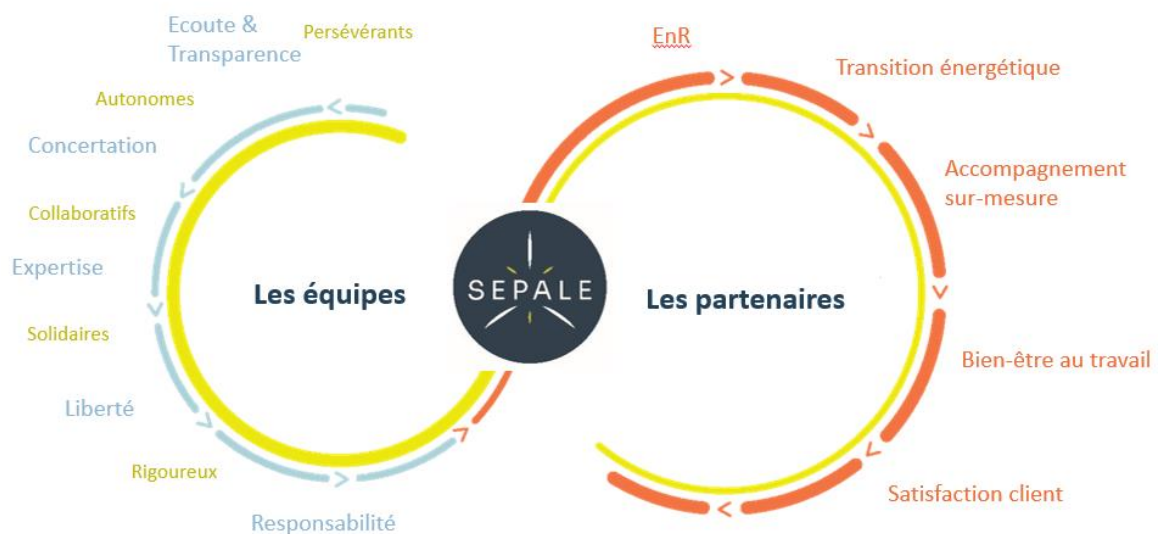 Ecoute &
Transparence
Persévérants
Autonomes
Concertation
Collaboratifs
Expertise
Solidaires
Liberté
Rigoureux
Responsabilité
Les équipes
SEPALE
Les partenaires
EnR
Transition énergétique
Accompagnement
sur-mesure
Bien-être au travail
Satisfaction client